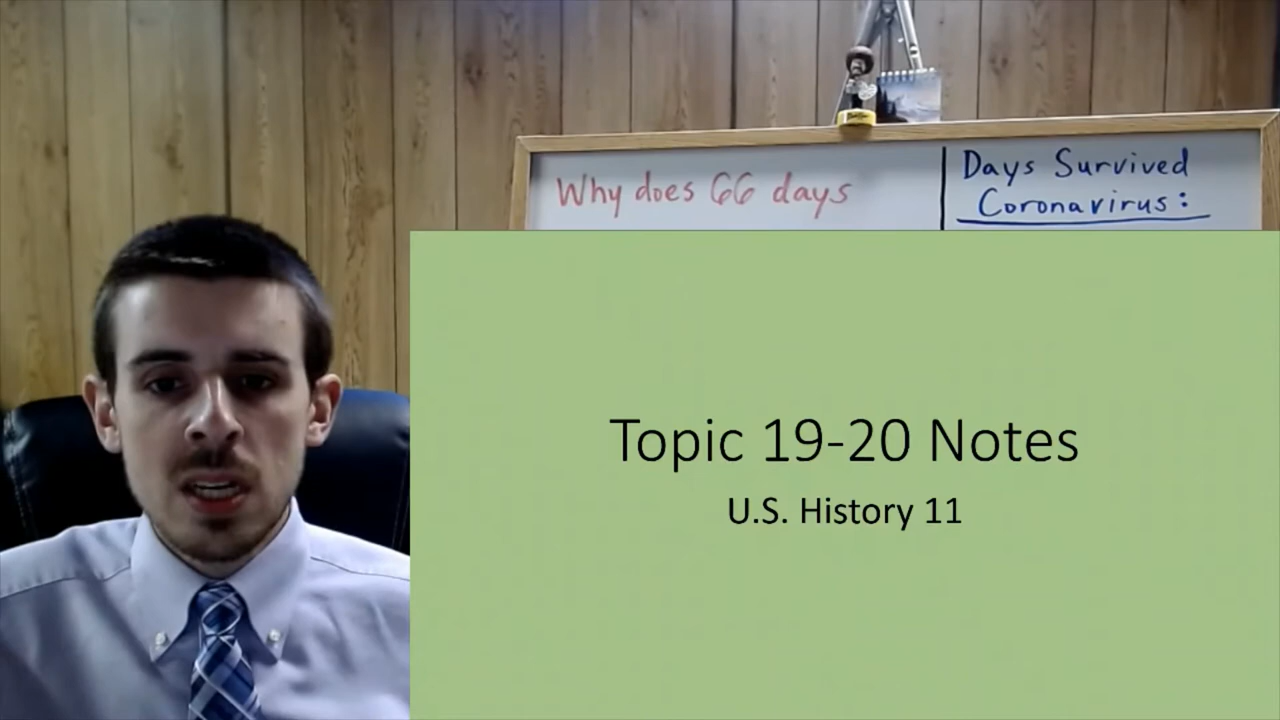 Why does 66 days
Days Survived
Coronavirus:
Topic 19-20 Notes
U.S. History 11